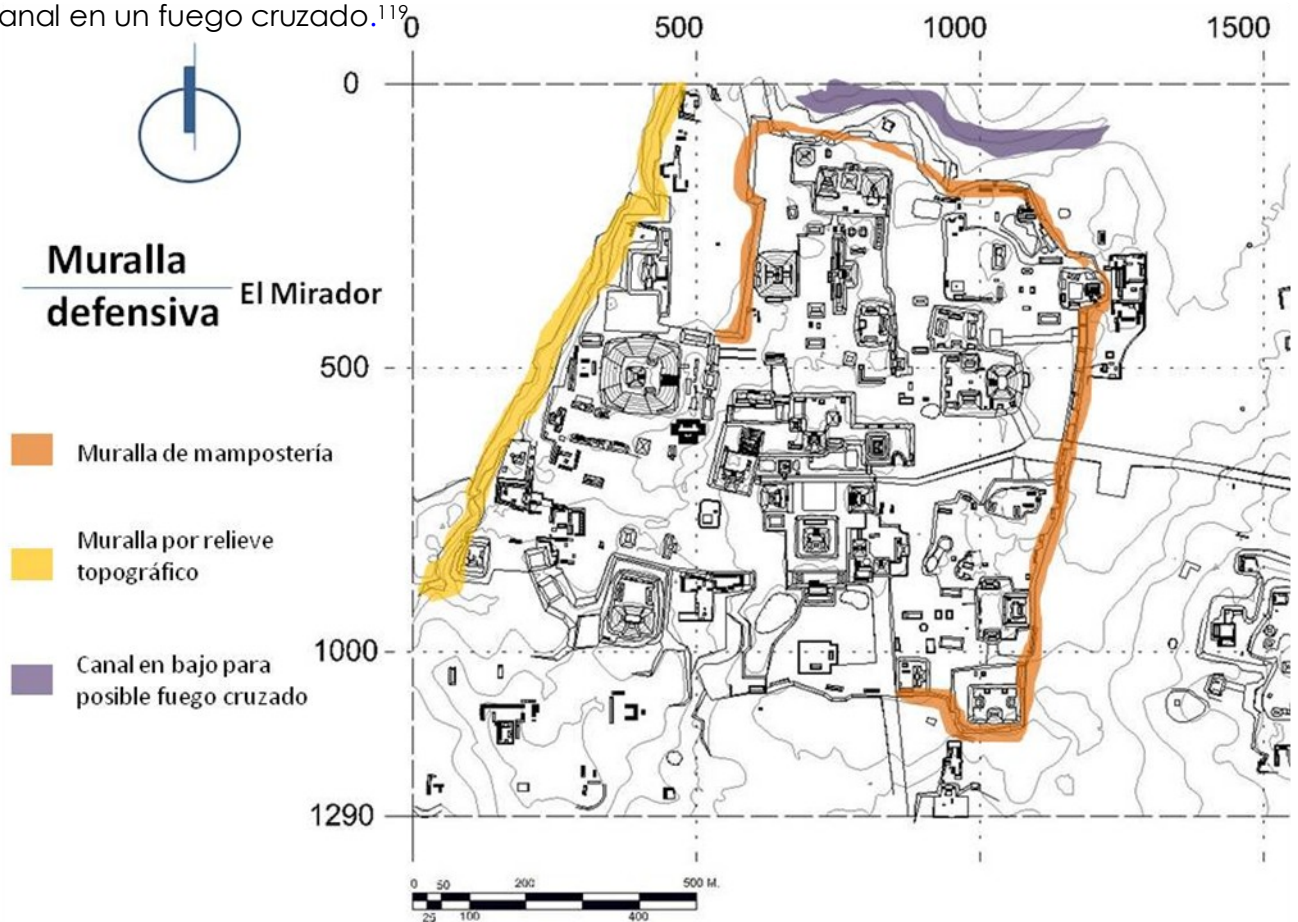 anal en un fuego cruzado.119
0 500 1000 1500
0
Muralla
defensiva El Mirador
500
Muralla de mampostería
Muralla por relieve
topográfico
1000
Canal en bajo para
posible fuego cruzado
1290
0 50 200 500 M.
25 100 400